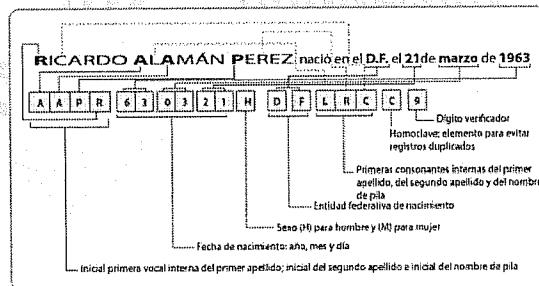 RICARDO ALAMÁN PEREZ nació en el D.F. el 21 de marzo de 1963
A A P R 6 3 0 3 2 1 H D F L R C C 9
Dígito verificador
Homoclave; elemento para evitar
registros duplicados
Primeras consonantes internas del primer
apellido, del segundo apellido y del nombre
de pila
Entidad federativa de nacimiento
Sexo (H) para hombre y (M) para mujer
Fecha de nacimiento: año, mes y día
Inicial primera vocal interna del primer apellido; inicial del segundo apellido e inicial del nombre de pila